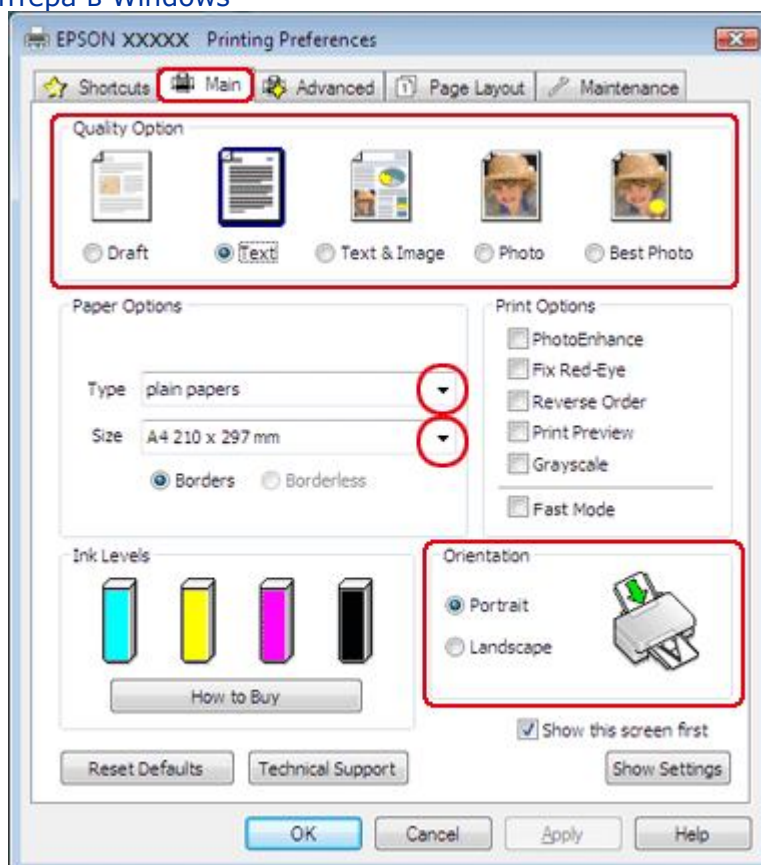 нтера в Windows
EPSON XXXXX Printing Preferences
Shortcuts Main Advanced Page Layout Maintenance
Quality Option
Draft Text Text & Image Photo Best Photo
Paper Options Print Options
PhotoEnhance
Fix Red-Eye
Type plain papers Reverse Order
Size A4 210 x 297 mm Print Preview
Borders Borderless Grayscale
Fast Mode
Ink Levels Orientation
Portrait
Landscape
How to Buy
Show this screen first
Reset Defaults Technical Support Show Settings
OK Cancel Apply Help